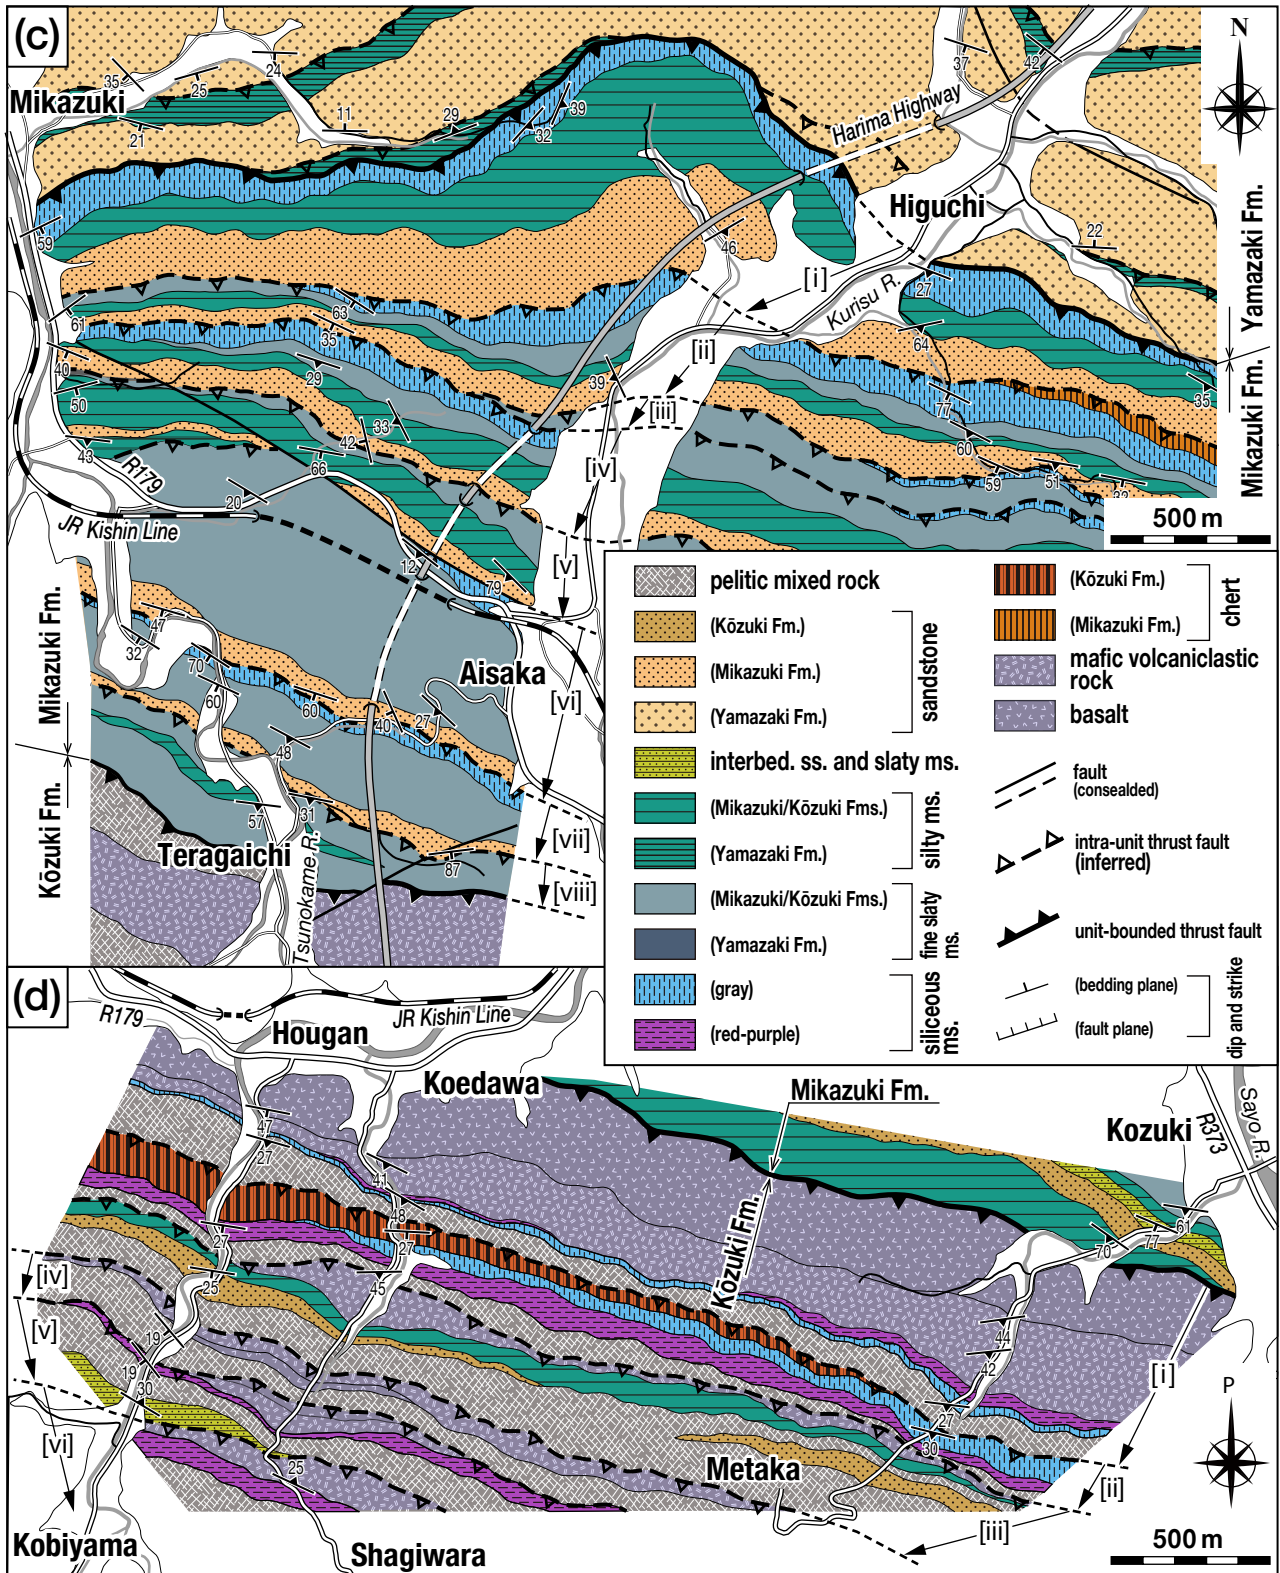 (c)
N
Mikazuki
35
25
24
21
11
29
39
32
37
42
Harima Highway
Higuchi
22
59
46
[i]
Kurisu R.
27
Yamazaki Fm.
Mikazuki Fm.
61
63
35
[ii]
64
40
29
39
[iii]
77
35
50
33
42
60
43
R179
66
[iv]
59
51
20
JR Kishin Line
500 m
12
79
[v]
Mikazuki Fm.
Kōzuki Fm.
47
32
70
60
60
Aisaka
40
27
[vi]
48
57
31
[vii]
Teragaichi
Tsunokame R.
87
[viii]
pelitic mixed rock
(Kōzuki Fm.)
(Mikazuki Fm.)
(Yamazaki Fm.)
sandstone
interbed. ss. and slaty ms.
(Mikazuki/Kōzuki Fms.)
(Yamazaki Fm.)
silty ms.
(Mikazuki/Kōzuki Fms.)
(Yamazaki Fm.)
fine slaty ms.
(gray)
(red-purple)
siliceous ms.
(Kōzuki Fm.)
(Mikazuki Fm.)
chert
mafic volcaniclastic
rock
basalt
fault
(consealded)
intra-unit thrust fault
(inferred)
unit-bounded thrust fault
(bedding plane)
(fault plane)
dip and strike
(d)
R179
Hougan
JR Kishin Line
Koedawa
Mikazuki Fm.
Kōzuki Fm.
Kozuki
R373
Sayo R.
47
27
41
48
27
27
61
77
70
25
45
[iv]
[v]
19
19
30
44
42
[i]
P
[vi]
25
27
30
Metaka
[ii]
[iii]
Kobiyama
Shagiwara
500 m